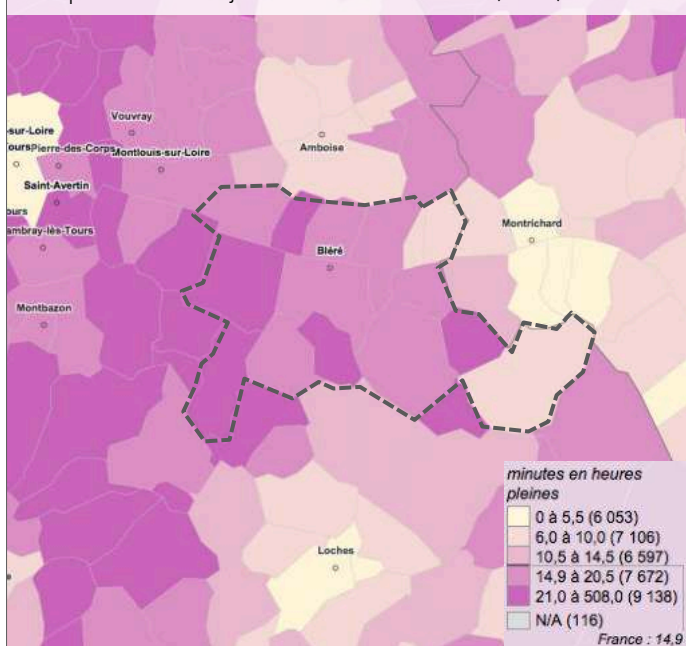 Vouvray
-sur-Loire
Tours
Pierre-des-Corps
Montlouis-sur-Loire
Amboise
Saint-Avertin
ours
ambray-lès-Tours
Montrichard
Bléré
Montbazon
Loches
minutes en heures
pleines
0 à 5,5 (6 053)
6,0 à 10,0 (7 106)
10,5 à 14,5 (6 597)
14,9 à 20,5 (7 672)
21,0 à 508,0 (9 138)
N/A (116)
France : 14,9